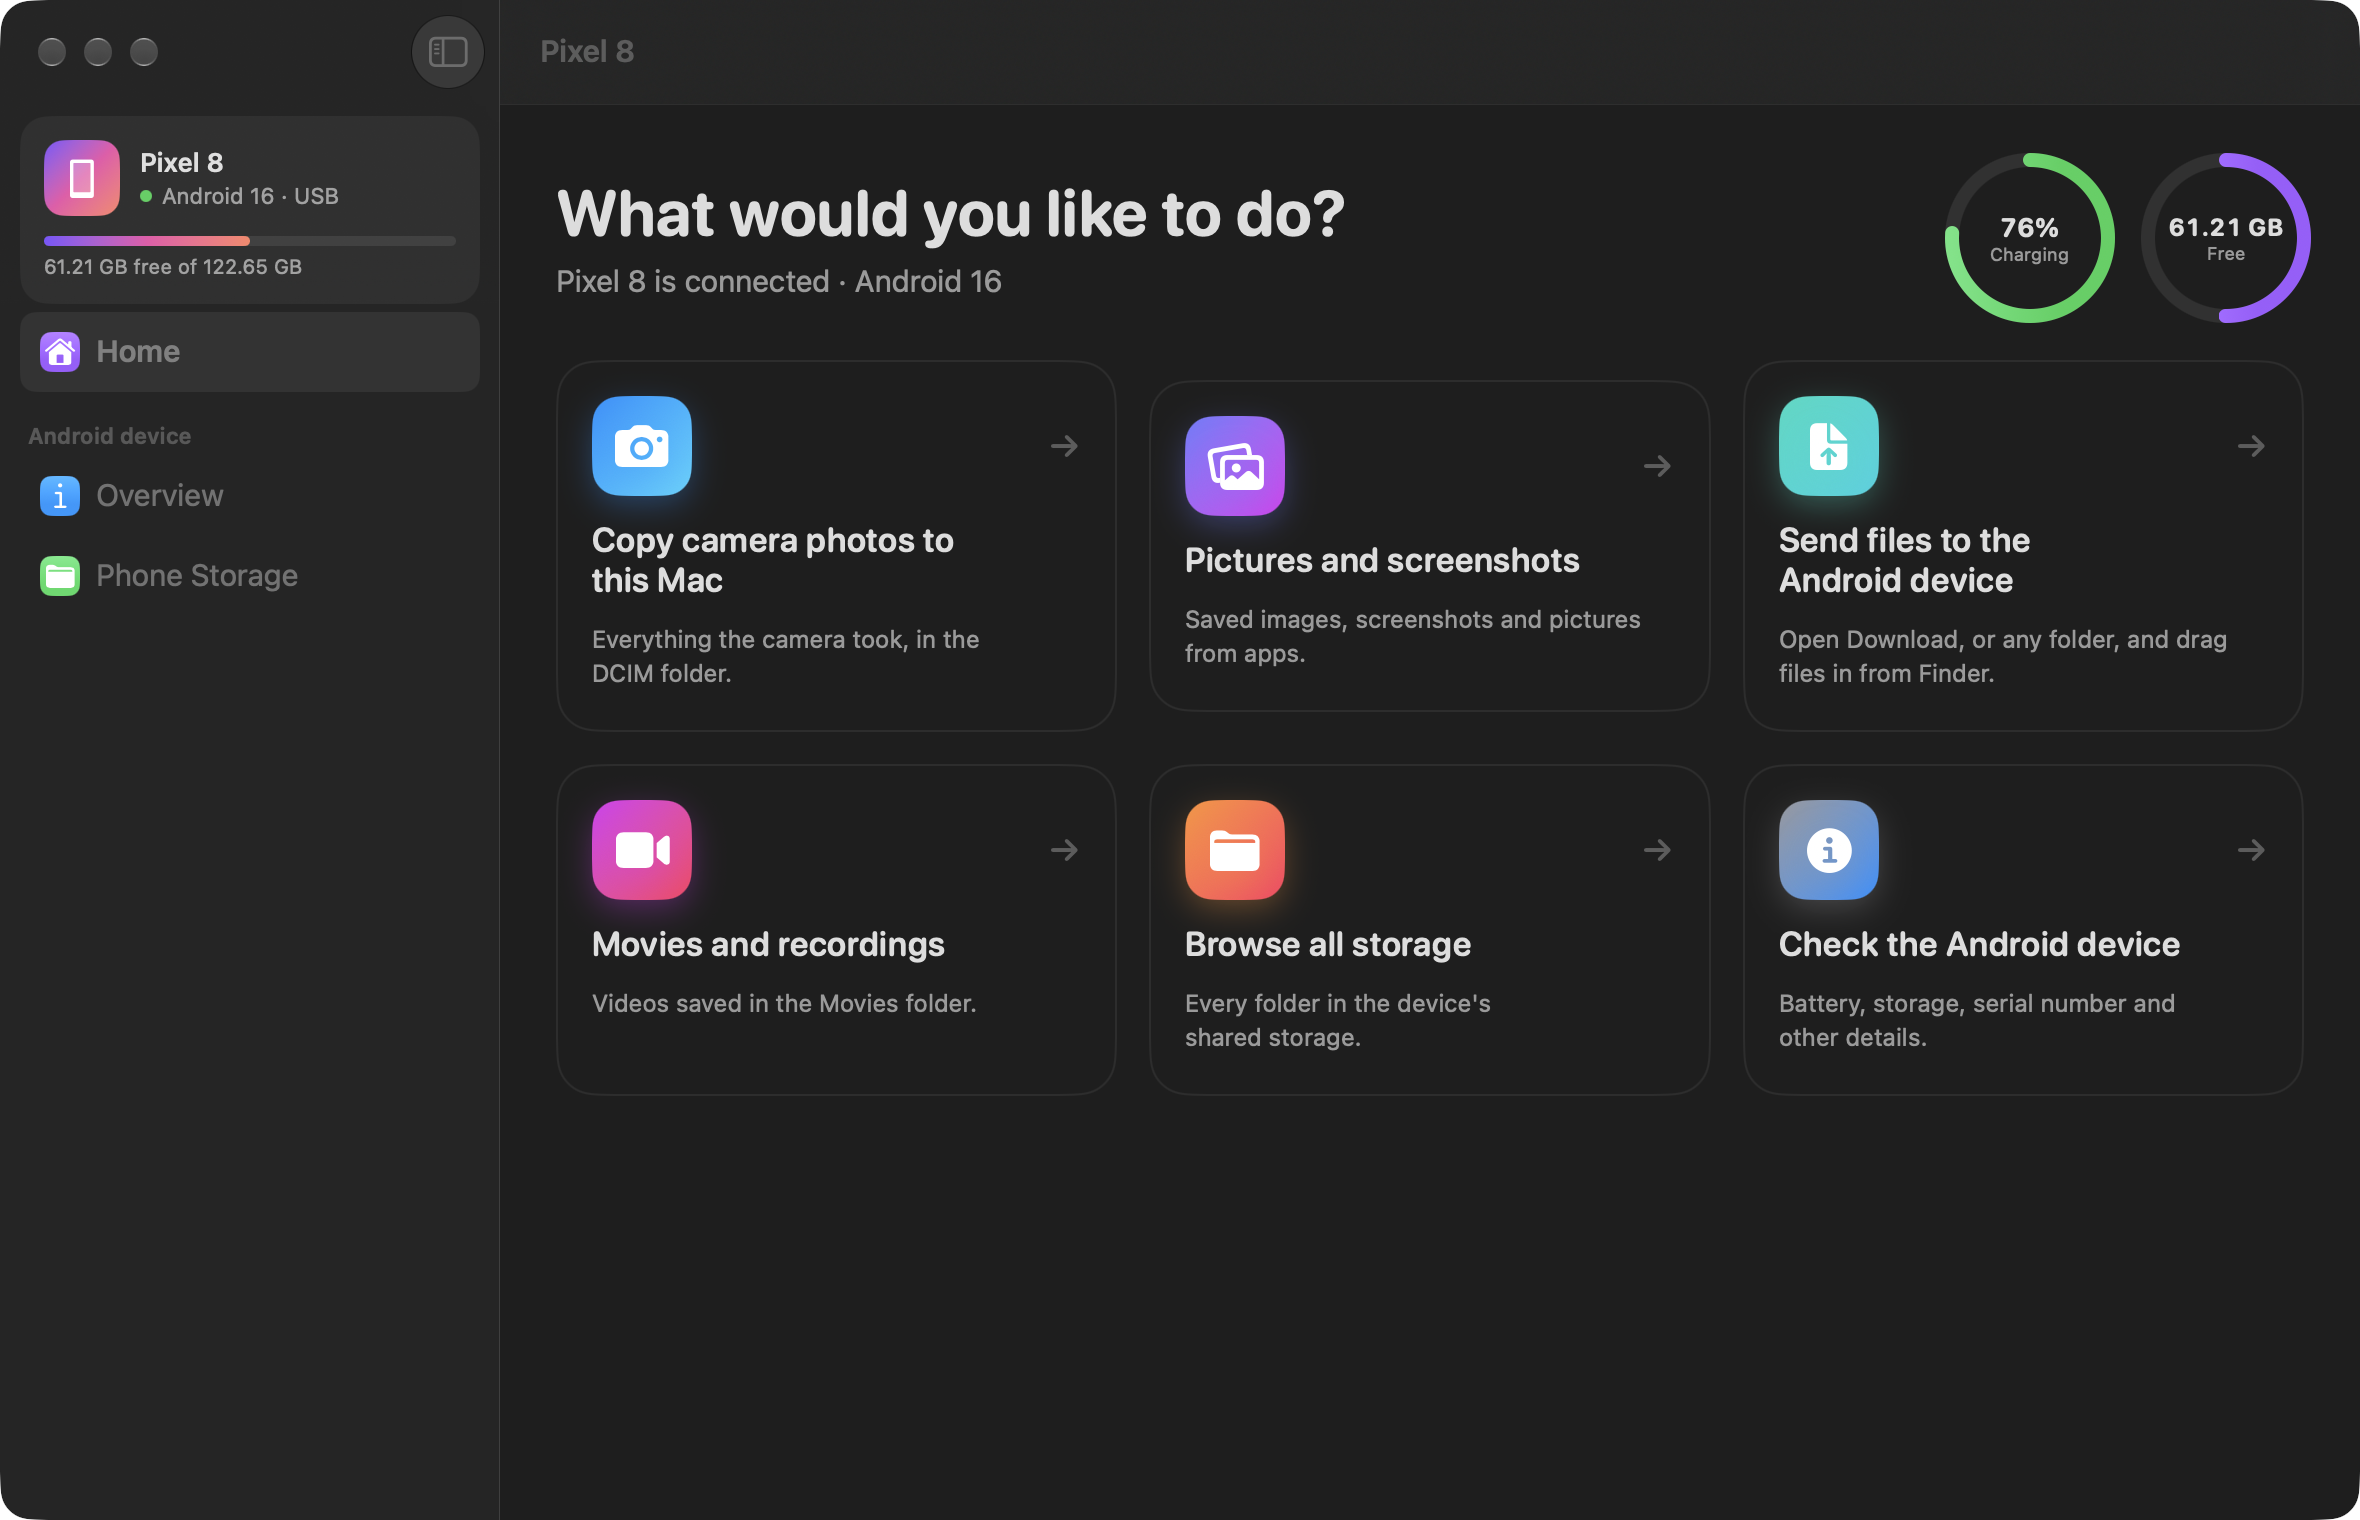 Pixel 8
Pixel 8
Android 16 · USB
61.21 GB free of 122.65 GB
Home
Android device
Overview
Phone Storage
What would you like to do?
Pixel 8 is connected · Android 16
76%
Charging
61.21 GB
Free
Copy camera photos to
this Mac
Everything the camera took, in the
DCIM folder.
Pictures and screenshots
Saved images, screenshots and pictures
from apps.
Send files to the
Android device
Open Download, or any folder, and drag
files in from Finder.
Movies and recordings
Videos saved in the Movies folder.
Browse all storage
Every folder in the device's
shared storage.
Check the Android device
Battery, storage, serial number and
other details.